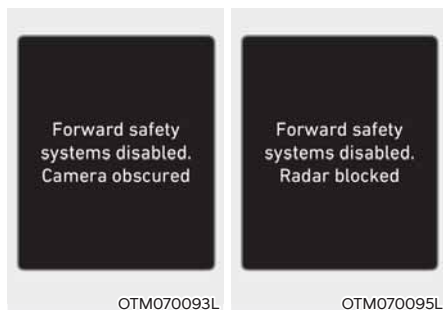 Forward safety
systems disabled.
Camera obscured
OTM070093L
Forward safety
systems disabled.
Radar blocked
OTM070095L